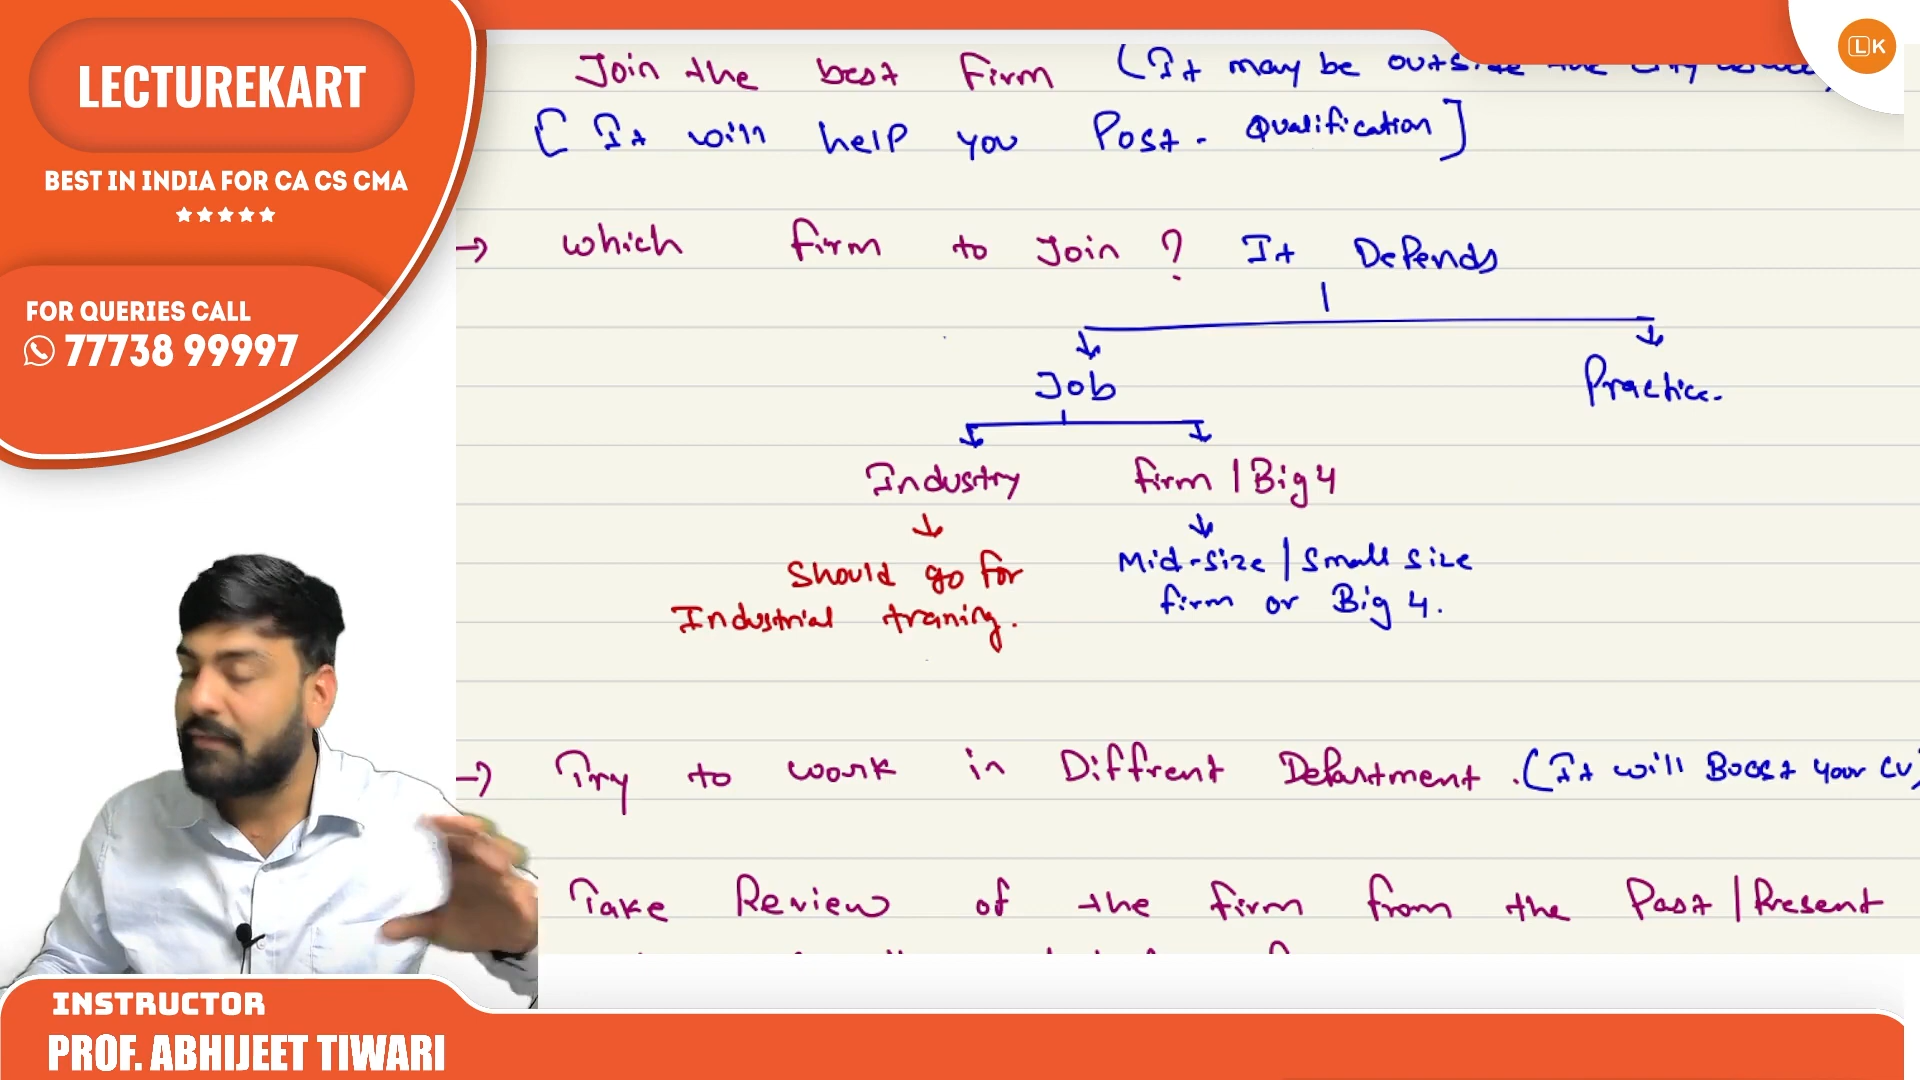 LECTUREKART
BEST IN INDIA FOR CA CS CMA
FOR QUERIES CALL
77738 99997
LK
Join the best firm (It may be outside the city
[ It will help you Post - Qualification ]
→ which firm to Join ? It Depends
Job
Practice.
Industry
firm | Big 4
Should go for
Industrial traning.
Mid-size | Small size
firm or Big 4.
→ Try to work in Diffrent Department . (It will Boost your CV)
Take Review of the firm from the Past | Present
INSTRUCTOR
PROF. ABHIJEET TIWARI